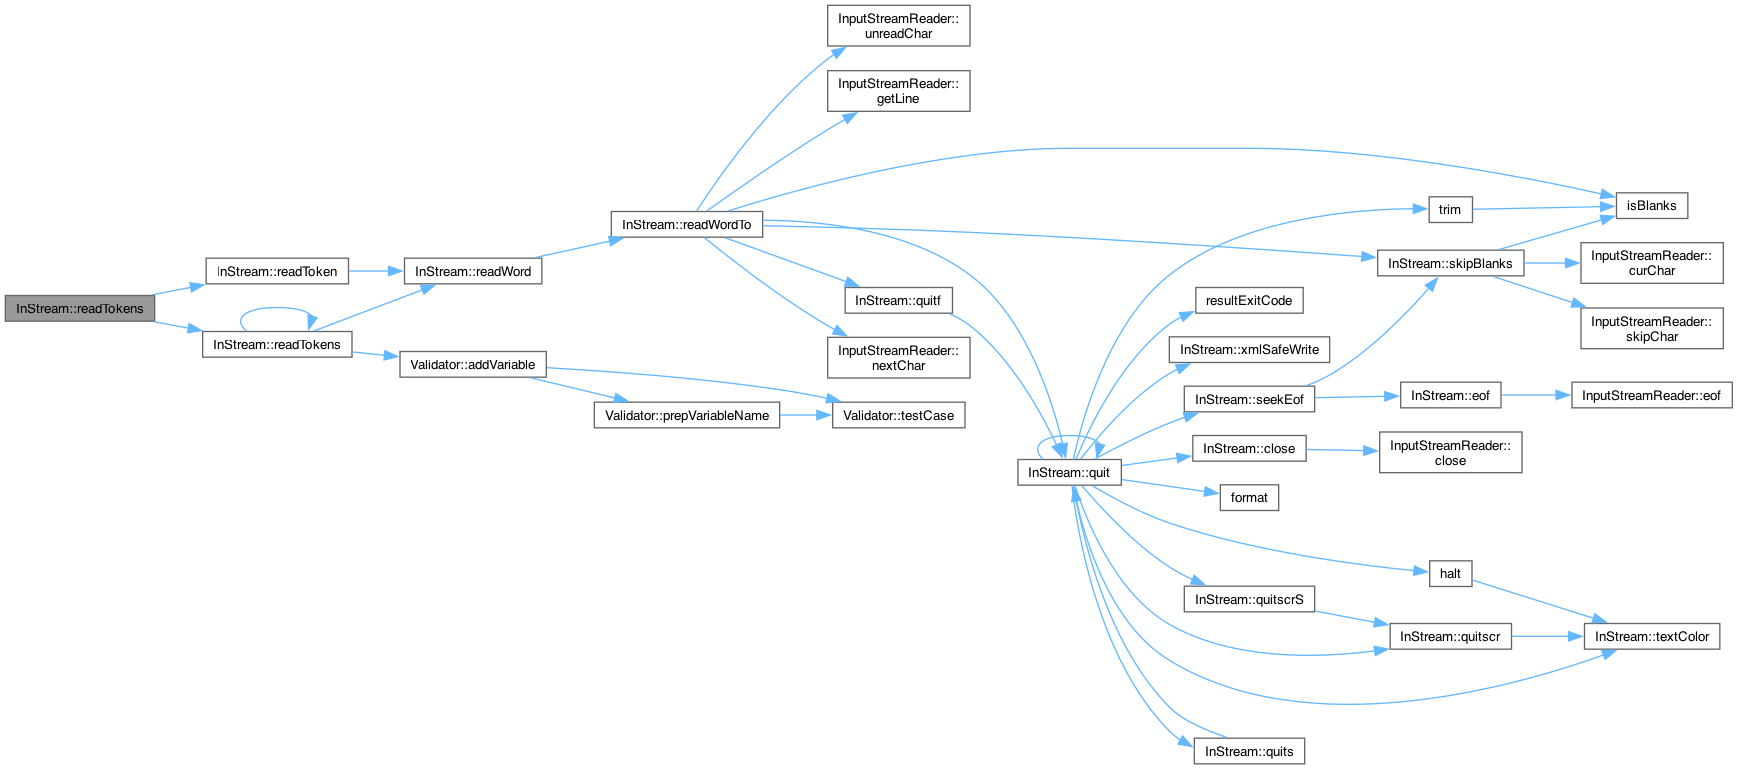 InputStreamReader::
unreadChar
InputStreamReader::
getLine
InStream::readWordTo
isBlanks
trim
InStream::skipBlanks
InputStreamReader::
curChar
InStream::readToken
InStream::readWord
InStream::readTokens
InStream::readTokens
InStream::quitf
resultExitCode
InputStreamReader::
skipChar
InputStreamReader::
nextChar
InStream::xmlSafeWrite
Validator::addVariable
InStream::seekEof
InStream::eof
InputStreamReader::eof
Validator::prepVariableName
Validator::testCase
InStream::close
InputStreamReader::
close
InStream::quit
format
halt
InStream::quitscrS
InStream::quitscr
InStream::textColor
InStream::quits